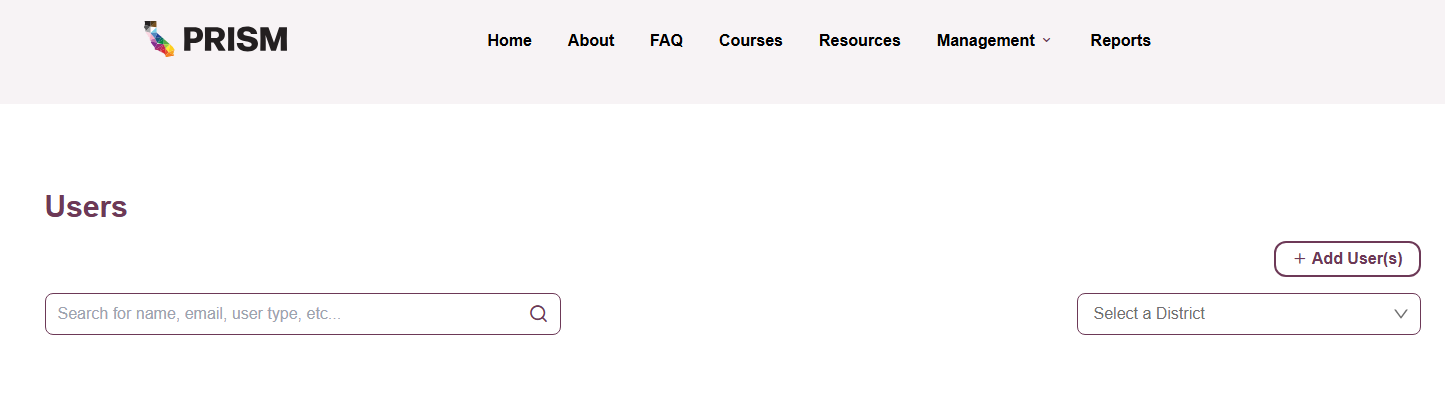 PRISM Home About FAQ Courses Resources Management Reports
Users
+ Add User(s)
Search for name, email, user type, etc... Select a District